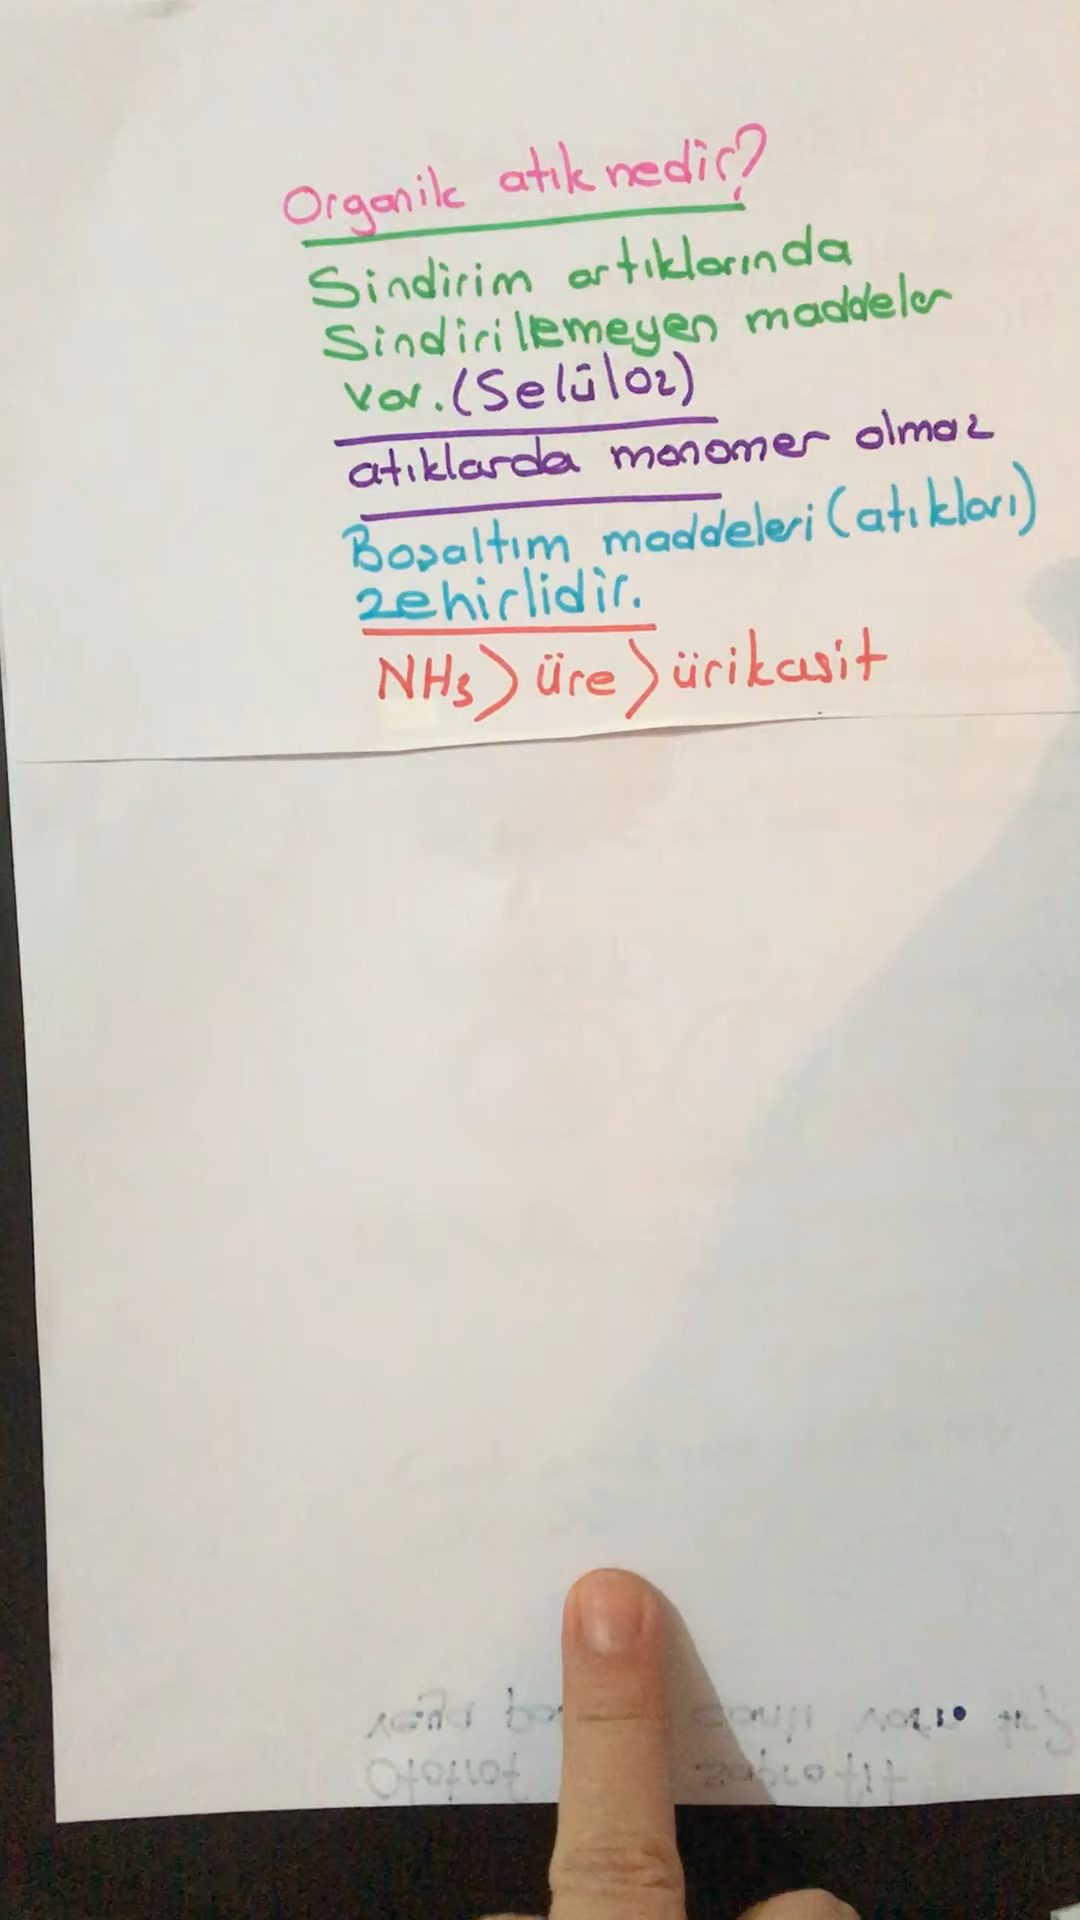 Organik atık nedir?
Sindirim artıklarında
Sindirilemeyen maddeler
var. (Selüloz)
atıklarda monomer olmaz
Boşaltım maddeleri (atıkları)
zehirlidir.
NH3 > üre > ürikasit